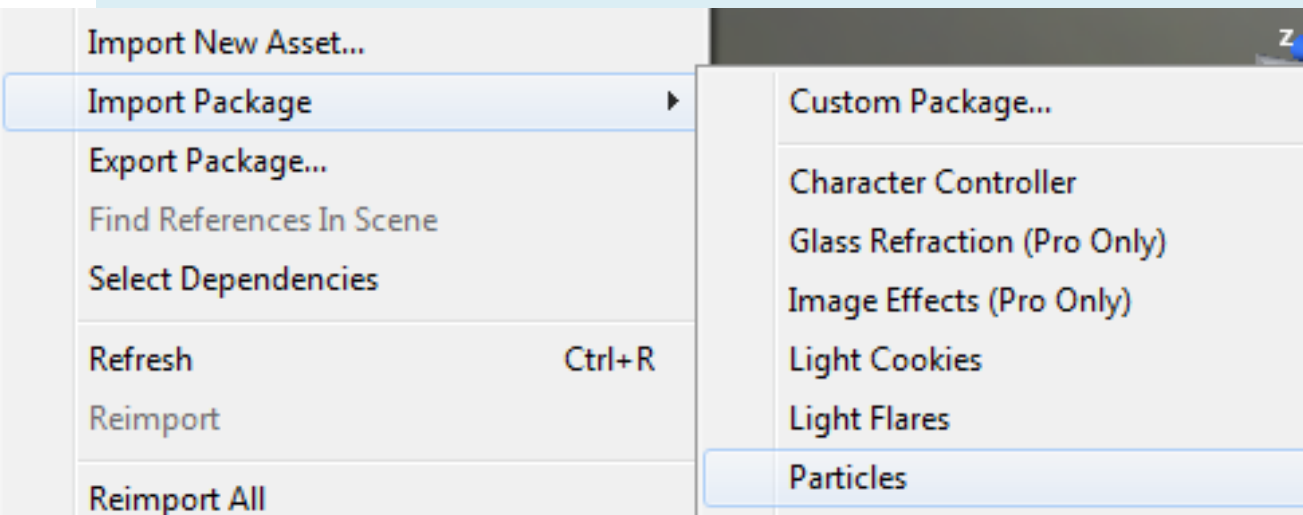 Import New Asset...
Import Package
Export Package...
Find References In Scene
Select Dependencies
Refresh Ctrl+R
Reimport
Reimport All
z
Custom Package...
Character Controller
Glass Refraction (Pro Only)
Image Effects (Pro Only)
Light Cookies
Light Flares
Particles